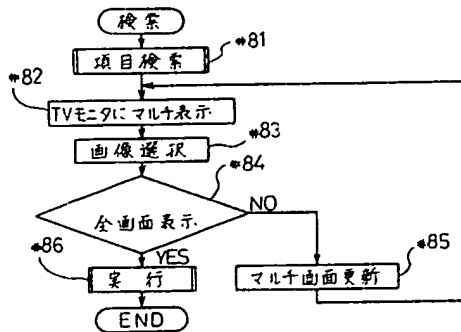 検索
#81
項目検索
#82
TVモニタにマルチ表示
#83
画像選択
#84
全画面表示
NO
#86
YES
#85
実行
マルチ画面更新
END